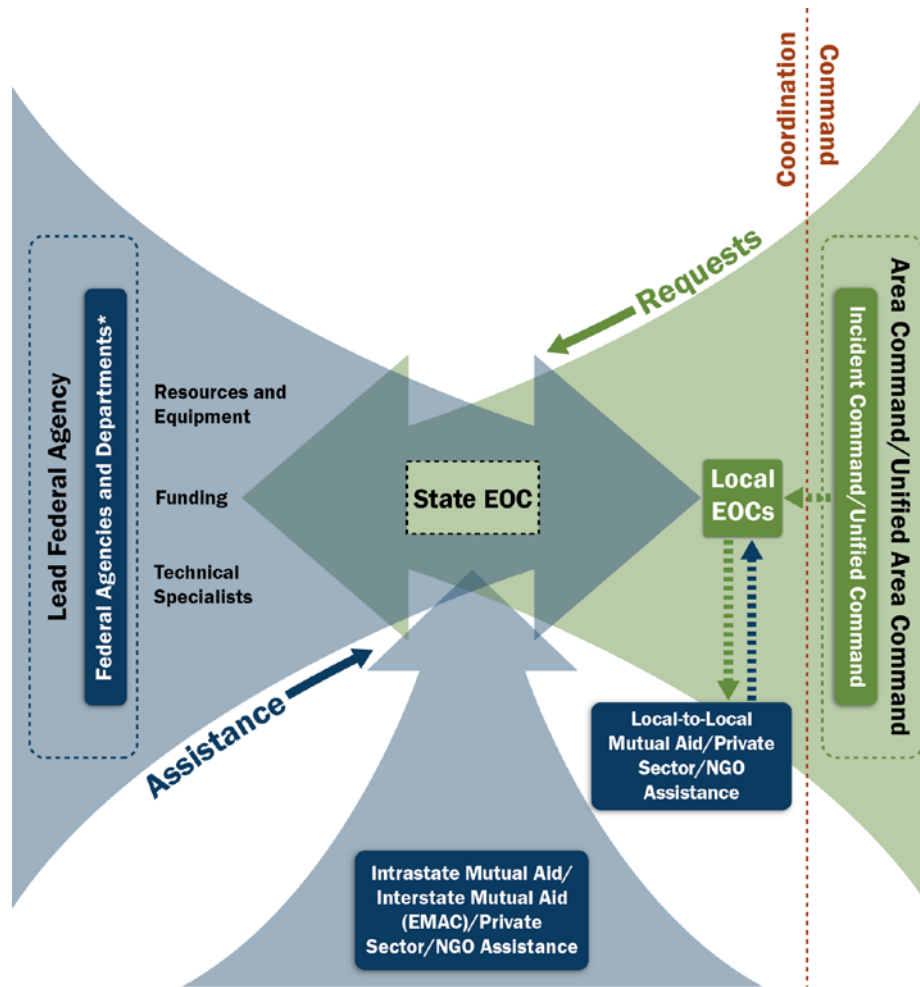 Coordination
Command
Requests
Lead Federal Agency
Federal Agencies and Departments*
Resources and
Equipment
Funding
Technical
Specialists
State EOC
Local
EOCs
Incident Command/Unified Command
Area Command/Unified Area Command
Assistance
Local-to-Local
Mutual Aid/Private
Sector/NGO
Assistance
Intrastate Mutual Aid/
Interstate Mutual Aid
(EMAC)/Private
Sector/NGO Assistance